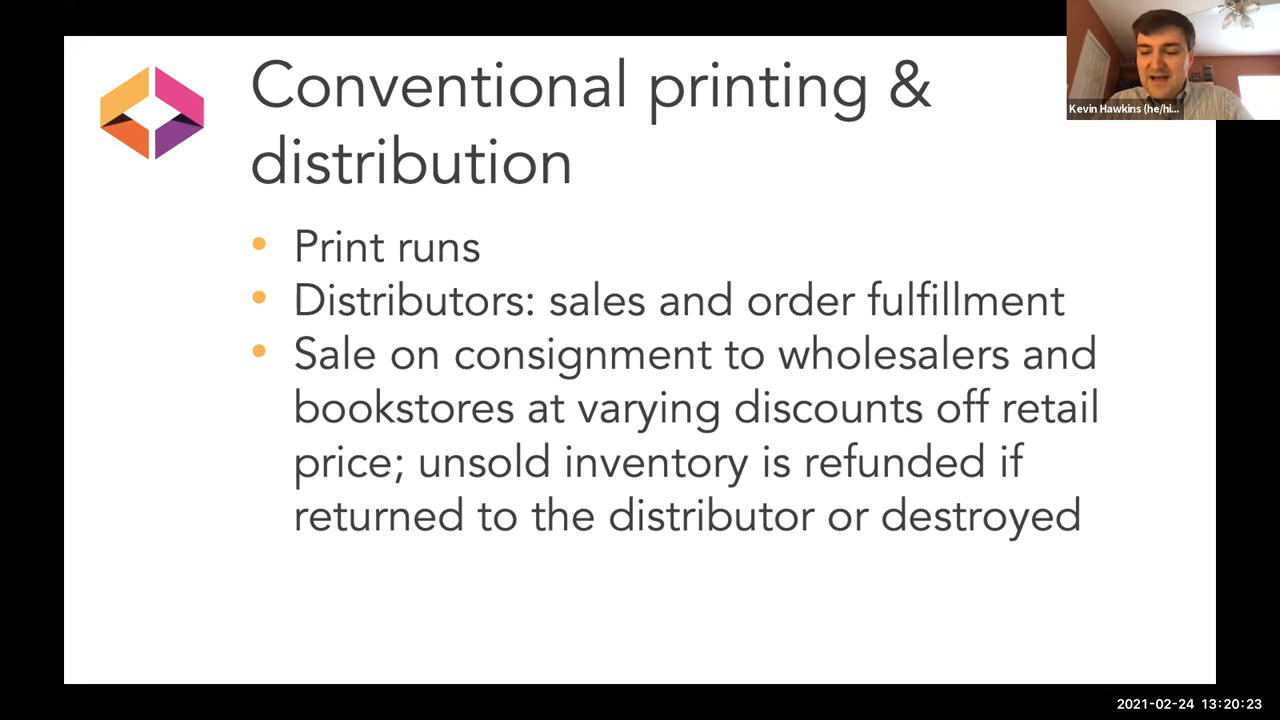 Conventional printing &
distribution
• Print runs
• Distributors: sales and order fulfillment
• Sale on consignment to wholesalers and
bookstores at varying discounts off retail
price; unsold inventory is refunded if
returned to the distributor or destroyed
Kevin Hawkins (he/hi...
2021-02-24 13:20:23